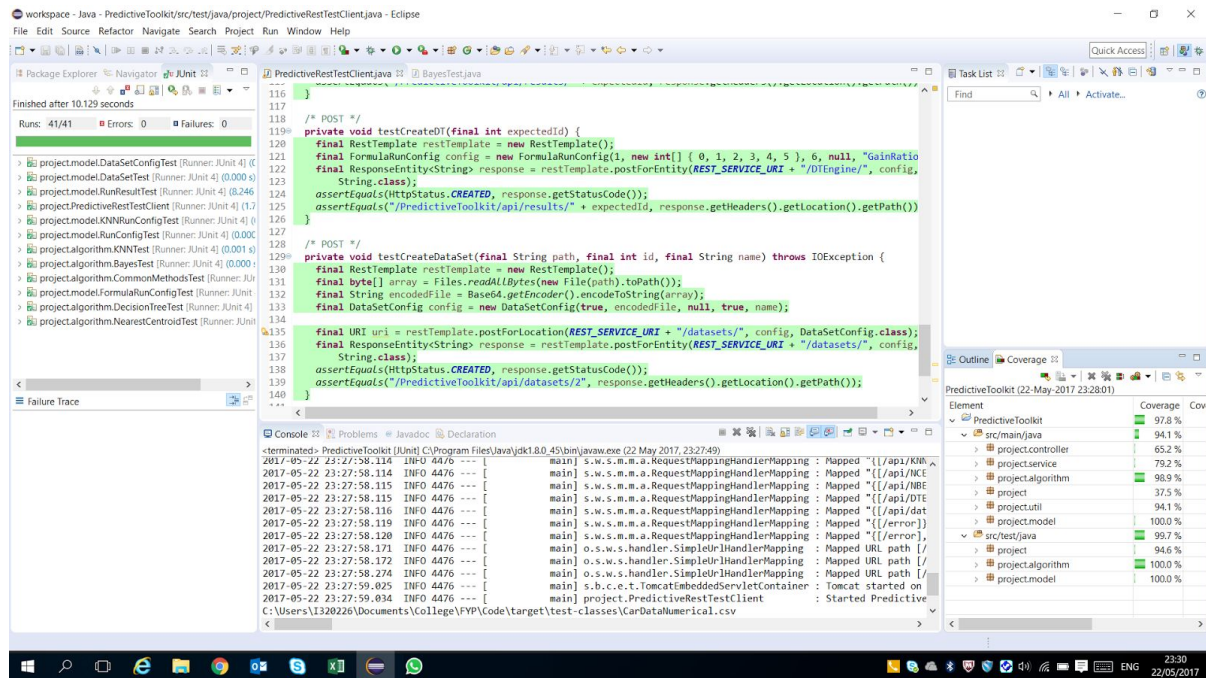 workspace - Java - PredictiveToolkit/src/test/java/project/PredictiveRestTestClient.java - Eclipse
File Edit Source Refactor Navigate Search Project Run Window Help
Quick Access
Package Explorer Navigator JUnit
Finished after 10.129 seconds
Runs: 41/41 Errors: 0 Failures: 0
project.model.DataSetConfigTest [Runner: JUnit 4] (0
project.model.DataSetTest [Runner: JUnit 4] (0.000 s)
project.model.RunResultTest [Runner: JUnit 4] (8.246
project.PredictiveRestTestClient [Runner: JUnit 4] (1.7
project.model.KNNRunConfigTest [Runner: JUnit 4] (
project.model.RunConfigTest [Runner: JUnit 4] (0.000
project.algorithm.KNNTest [Runner: JUnit 4] (0.001 s)
project.algorithm.BayesTest [Runner: JUnit 4] (0.000
project.algorithm.CommonMethodsTest [Runner: JUr
project.model.FormulaRunConfigTest [Runner: JUnit
project.algorithm.DecisionTreeTest [Runner: JUnit 4]
project.algorithm.NearestCentroidTest [Runner: JUnit
Failure Trace
PredictiveRestTestClient.java BayesTest.java
116 }
117
118 /* POST */
119 private void testCreateDT(final int expectedId) {
120 final RestTemplate restTemplate = new RestTemplate();
121 final FormulaRunConfig config = new FormulaRunConfig(1, new int[] { 0, 1, 2, 3, 4, 5 }, 6, null, "GainRatio
122 final ResponseEntity<String> response = restTemplate.postForEntity(REST_SERVICE_URI + "/DTEngine/", config,
123 String.class);
124 assertEquals(HttpStatus.CREATED, response.getStatusCode());
125 assertEquals("/PredictiveToolkit/api/results/" + expectedId, response.getHeaders().getLocation().getPath())
126 }
127
128 /* POST */
129 private void testCreateDataSet(final String path, final int id, final String name) throws IOException {
130 final RestTemplate restTemplate = new RestTemplate();
131 final byte[] array = Files.readAllBytes(new File(path).toPath());
132 final String encodedFile = Base64.getEncoder().encodeToString(array);
133 final DataSetConfig config = new DataSetConfig(true, encodedFile, null, true, name);
134
135 final URI uri = restTemplate.postForLocation(REST_SERVICE_URI + "/datasets/", config, DataSetConfig.class);
136 final ResponseEntity<String> response = restTemplate.postForEntity(REST_SERVICE_URI + "/datasets/", config,
137 String.class);
138 assertEquals(HttpStatus.CREATED, response.getStatusCode());
139 assertEquals("/PredictiveToolkit/api/datasets/2", response.getHeaders().getLocation().getPath());
140 }
Console Problems Javadoc Declaration
<terminated> PredictiveToolkit [JUnit] C:\Program Files\Java\jdk1.8.0_45\bin\javaw.exe (22 May 2017, 23:27:49)
2017-05-22 23:27:58.114 INFO 4476 --- [ main] s.w.s.m.m.a.RequestMappingHandlerMapping : Mapped "{[/api/KNN
2017-05-22 23:27:58.114 INFO 4476 --- [ main] s.w.s.m.m.a.RequestMappingHandlerMapping : Mapped "{[/api/NCE
2017-05-22 23:27:58.115 INFO 4476 --- [ main] s.w.s.m.m.a.RequestMappingHandlerMapping : Mapped "{[/api/NBE
2017-05-22 23:27:58.115 INFO 4476 --- [ main] s.w.s.m.m.a.RequestMappingHandlerMapping : Mapped "{[/api/DTE
2017-05-22 23:27:58.116 INFO 4476 --- [ main] s.w.s.m.m.a.RequestMappingHandlerMapping : Mapped "{[/api/dat
2017-05-22 23:27:58.119 INFO 4476 --- [ main] s.w.s.m.m.a.RequestMappingHandlerMapping : Mapped "{[/error]}
2017-05-22 23:27:58.120 INFO 4476 --- [ main] s.w.s.m.m.a.RequestMappingHandlerMapping : Mapped "{[/error],
2017-05-22 23:27:58.171 INFO 4476 --- [ main] o.s.w.s.handler.SimpleUrlHandlerMapping : Mapped URL path [/
2017-05-22 23:27:58.172 INFO 4476 --- [ main] o.s.w.s.handler.SimpleUrlHandlerMapping : Mapped URL path [/
2017-05-22 23:27:58.274 INFO 4476 --- [ main] o.s.w.s.handler.SimpleUrlHandlerMapping : Mapped URL path [/
2017-05-22 23:27:59.025 INFO 4476 --- [ main] s.b.c.e.t.TomcatEmbeddedServletContainer : Tomcat started on
2017-05-22 23:27:59.034 INFO 4476 --- [ main] project.PredictiveRestTestClient : Started Predictive
C:\Users\I320226\Documents\College\FYP\Code\target\test-classes\CarDataNumerical.csv
Task List
Find All Activate...
Outline Coverage
PredictiveToolkit (22-May-2017 23:28:01)
Element Coverage Cov
PredictiveToolkit 97.8 %
src/main/java 94.1 %
project.controller 65.2 %
project.service 79.2 %
project.algorithm 98.9 %
project 37.5 %
project.util 94.1 %
project.model 100.0 %
src/test/java 99.7 %
project 94.6 %
project.algorithm 100.0 %
project.model 100.0 %
ENG
23:30
22/05/2017